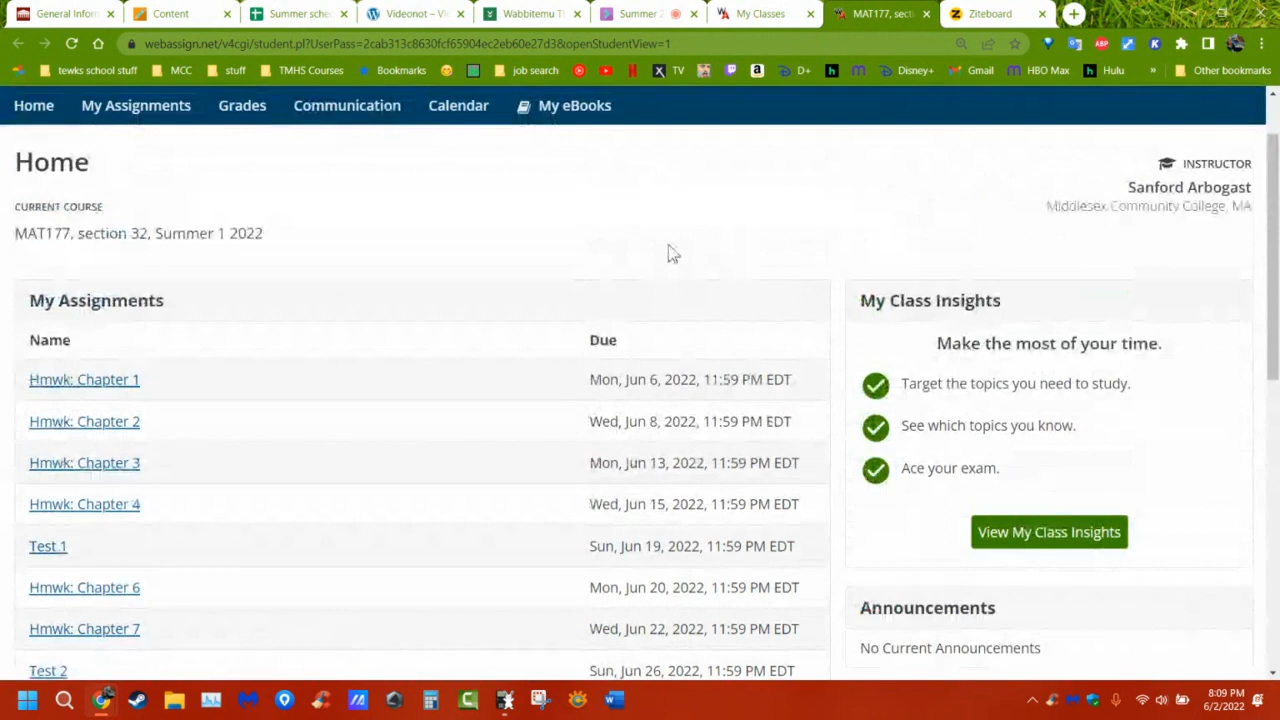 General Inform
Content
Summer sche
Videonot – Vi
Wabbitemu T
Summer 2
My Classes
MAT177, sect
Ziteboard
webassign.net/v4cgi/student.pl?UserPass=2cab313c8630fcf65904ec2eb60e27d3&openStudentView=1
tewks school stuff
MCC
stuff
TMHS Courses
Bookmarks
job search
TV
D+
Disney+
Gmail
HBO Max
Hulu
»
Other bookmarks
Home
My Assignments
Grades
Communication
Calendar
My eBooks
Home
INSTRUCTOR
Sanford Arbogast
Middlesex Community College, MA
CURRENT COURSE
MAT177, section 32, Summer 1 2022
My Assignments
Name Due
Hmwk: Chapter 1 Mon, Jun 6, 2022, 11:59 PM EDT
Hmwk: Chapter 2 Wed, Jun 8, 2022, 11:59 PM EDT
Hmwk: Chapter 3 Mon, Jun 13, 2022, 11:59 PM EDT
Hmwk: Chapter 4 Wed, Jun 15, 2022, 11:59 PM EDT
Test 1 Sun, Jun 19, 2022, 11:59 PM EDT
Hmwk: Chapter 6 Mon, Jun 20, 2022, 11:59 PM EDT
Hmwk: Chapter 7 Wed, Jun 22, 2022, 11:59 PM EDT
Test 2 Sun, Jun 26, 2022, 11:59 PM EDT
My Class Insights
Make the most of your time.
Target the topics you need to study.
See which topics you know.
Ace your exam.
View My Class Insights
Announcements
No Current Announcements
8:09 PM
6/2/2022